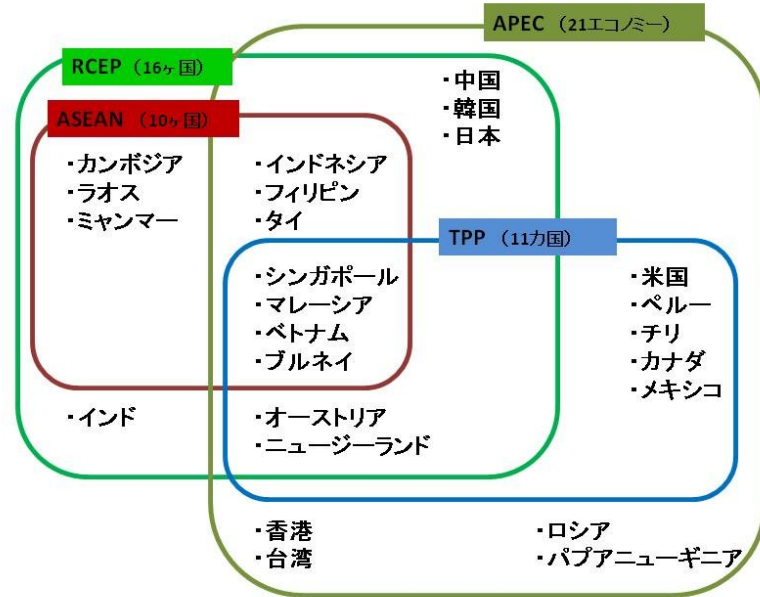 APEC (21エコノミー)
RCEP (16ヶ国)
・中国
・韓国
・日本
ASEAN (10ヶ国)
・カンボジア
・ラオス
・ミャンマー
・インドネシア
・フィリピン
・タイ
TPP (11カ国)
・シンガポール
・マレーシア
・ベトナム
・ブルネイ
・米国
・ペルー
・チリ
・カナダ
・メキシコ
・インド
・オーストリア
・ニュージーランド
・香港
・台湾
・ロシア
・パプアニューギニア